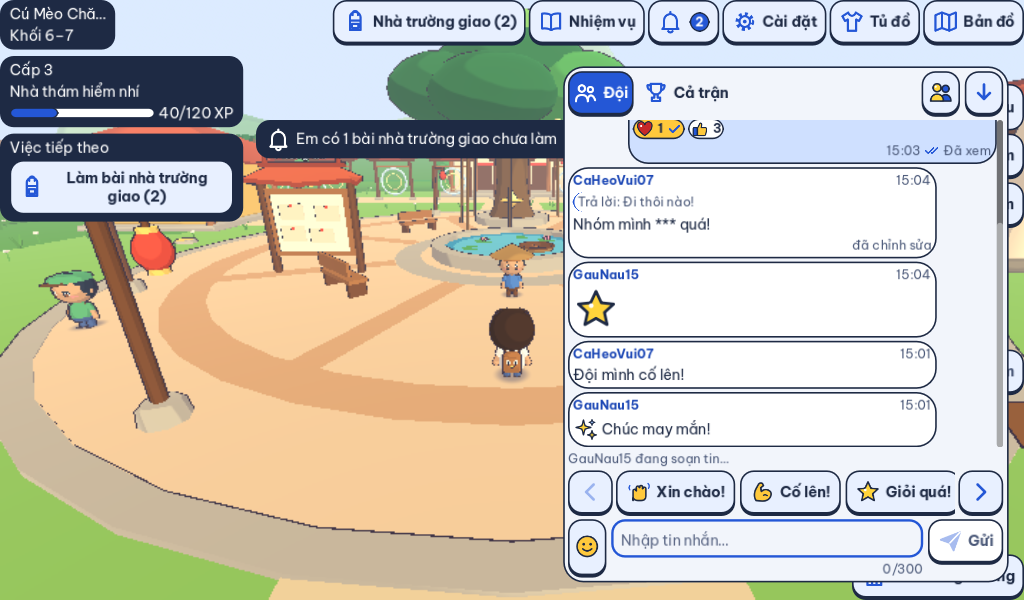 Cú Mèo Chă...
Khối 6-7
Nhà trường giao (2)
Nhiệm vụ
2
Cài đặt
Tủ đồ
Bản đồ
Cấp 3
Nhà thám hiểm nhí
40/120 XP
Việc tiếp theo
Làm bài nhà trường
giao (2)
Em có 1 bài nhà trường giao chưa làm
Đội
Cả trận
1
3
15:03
Đã xem
CaHeoVui07
15:04
Trả lời: Đi thôi nào!
Nhóm mình *** quá!
đã chỉnh sửa
GauNau15
15:04
CaHeoVui07
15:01
Đội mình cố lên!
GauNau15
15:01
Chúc may mắn!
GauNau15 đang soạn tin...
Xin chào!
Cố lên!
Giỏi quá!
Nhập tin nhắn...
Gửi
0/300